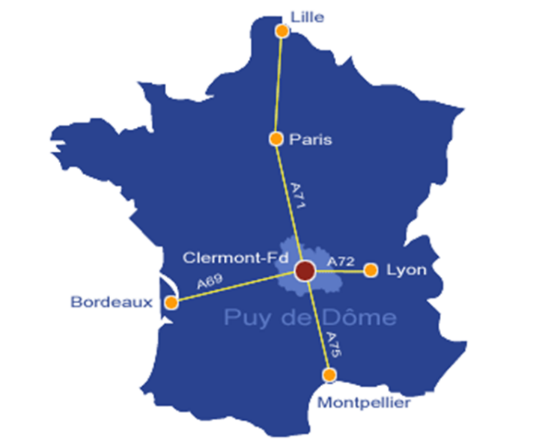 Lille
Paris
A71
Clermont-Fd
A72
Lyon
A69
Bordeaux
Puy de Dôme
A75
Montpellier